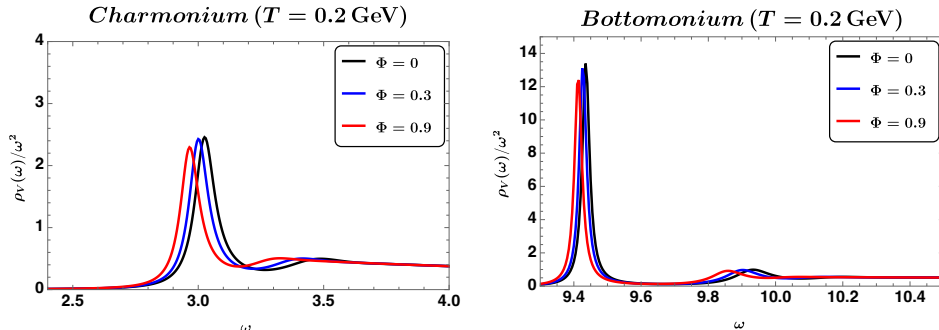 Charmonium (T = 0.2 GeV)
4
3
2
1
0
2.5
3.0
3.5
4.0
ρV(ω)/ω²
ω
Φ = 0
Φ = 0.3
Φ = 0.9
Bottomonium (T = 0.2 GeV)
14
12
10
8
6
4
2
0
9.4
9.6
9.8
10.0
10.2
10.4
ρV(ω)/ω²
ω
Φ = 0
Φ = 0.3
Φ = 0.9